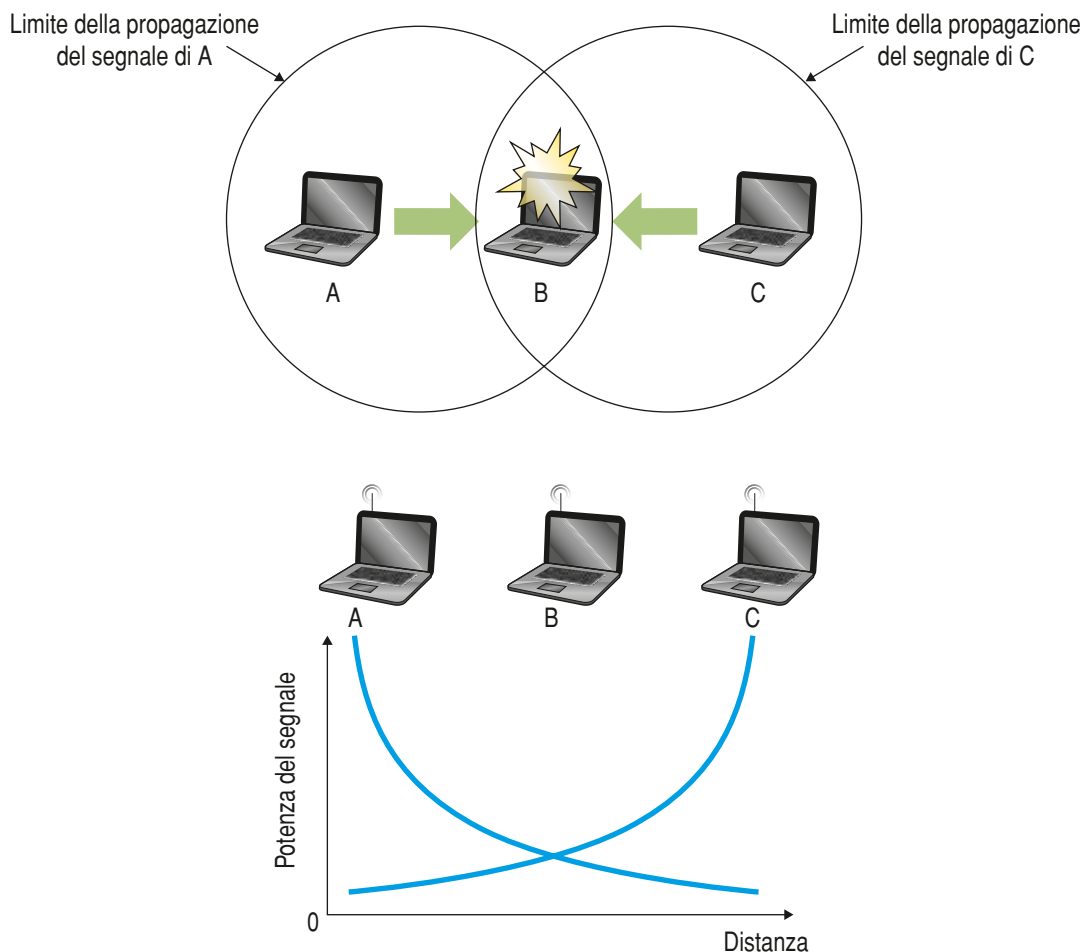 Limite della propagazione
del segnale di A
Limite della propagazione
del segnale di C
A
B
C
A
B
C
Potenza del segnale
0
Distanza